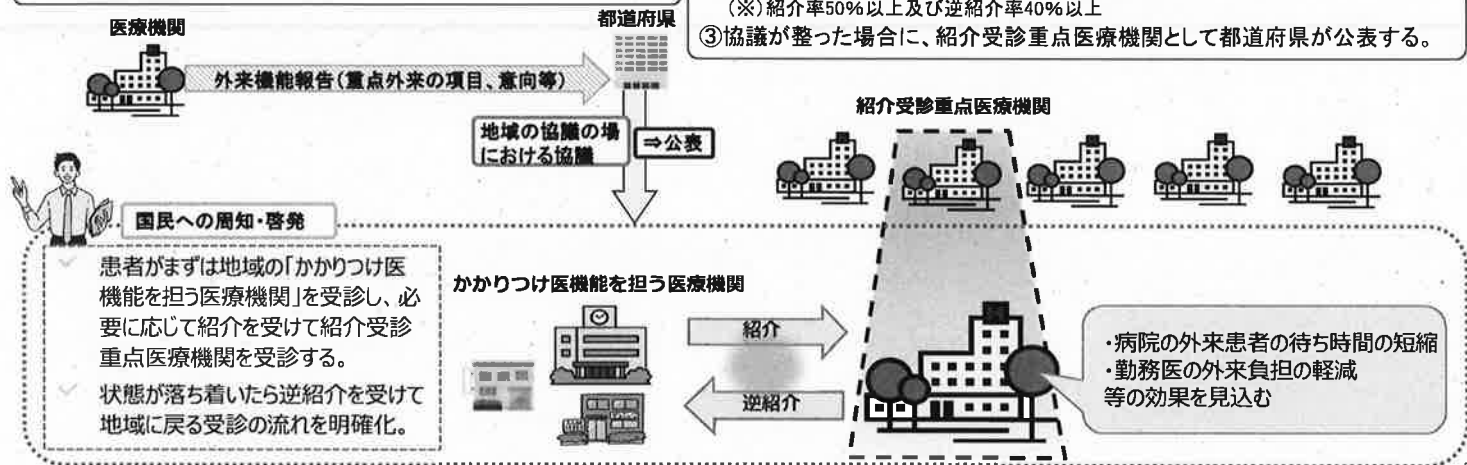 （※）紹介率50％以上及び逆紹介率40％以上
③協議が整った場合に、紹介受診重点医療機関として都道府県が公表する。
医療機関
都道府県
外来機能報告（重点外来の項目、意向等）
地域の協議の場
における協議
⇒公表
紹介受診重点医療機関
国民への周知・啓発
患者がまずは地域の「かかりつけ医
機能を担う医療機関」を受診し、必
要に応じて紹介を受けて紹介受診
重点医療機関を受診する。
状態が落ち着いたら逆紹介を受けて
地域に戻る受診の流れを明確化。
かかりつけ医機能を担う医療機関
紹介
逆紹介
・病院の外来患者の待ち時間の短縮
・勤務医の外来負担の軽減
等の効果を見込む